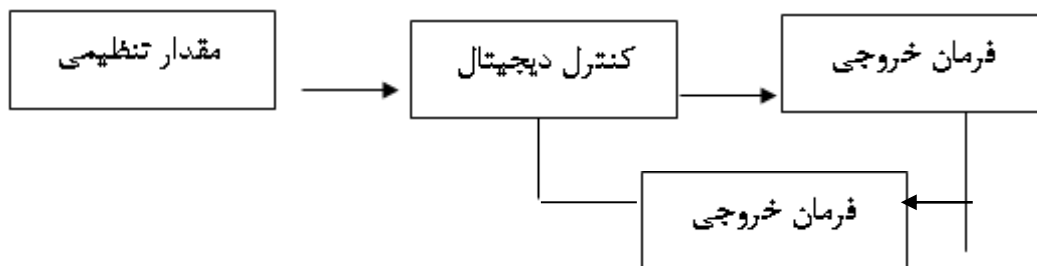 مقدار تنظیمی
کنترل دیجیتال
فرمان خروجی
فرمان خروجی